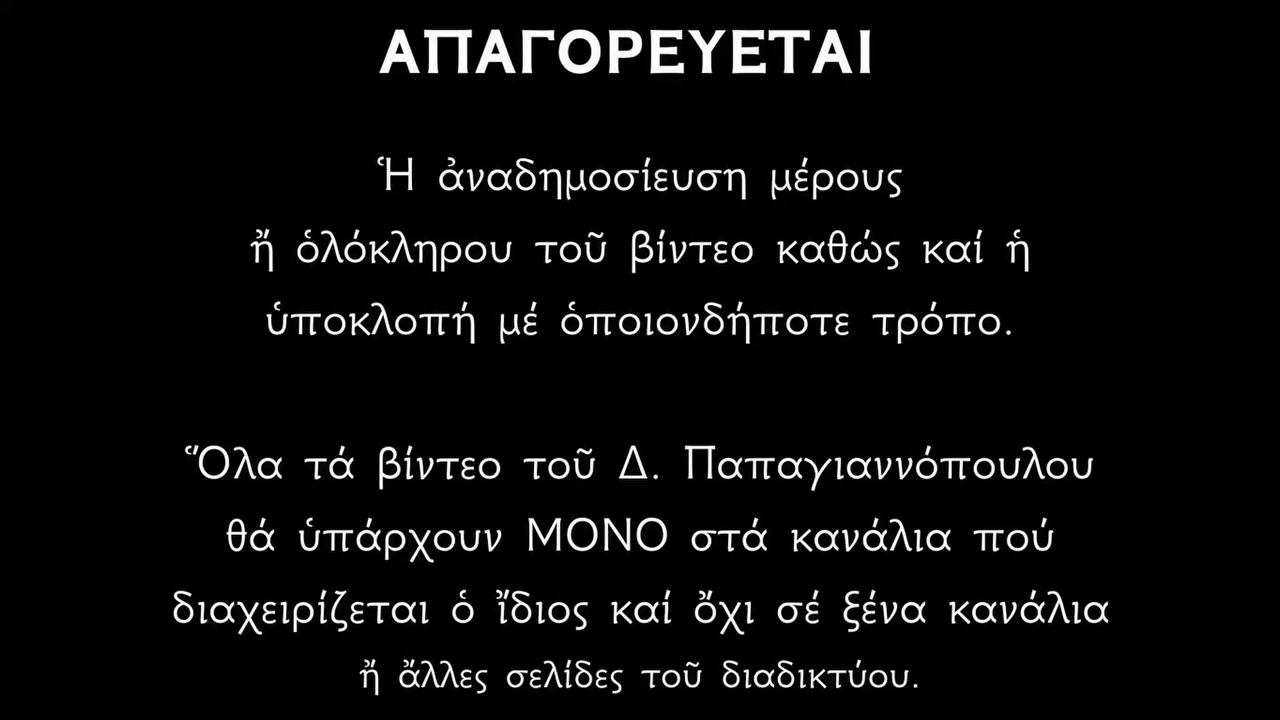 ΑΠΑΓΟΡΕΥΕΤΑΙ
Ἡ ἀναδημοσίευση μέρους
ἤ ὁλόκληρου τοῦ βίντεο καθώς καί ἡ
ὑποκλοπή μέ ὁποιονδήποτε τρόπο.
Ὅλα τά βίντεο τοῦ Δ. Παπαγιαννόπουλου
θά ὑπάρχουν ΜΟΝΟ στά κανάλια πού
διαχειρίζεται ὁ ἴδιος καί ὄχι σέ ξένα κανάλια
ἤ ἄλλες σελίδες τοῦ διαδικτύου.